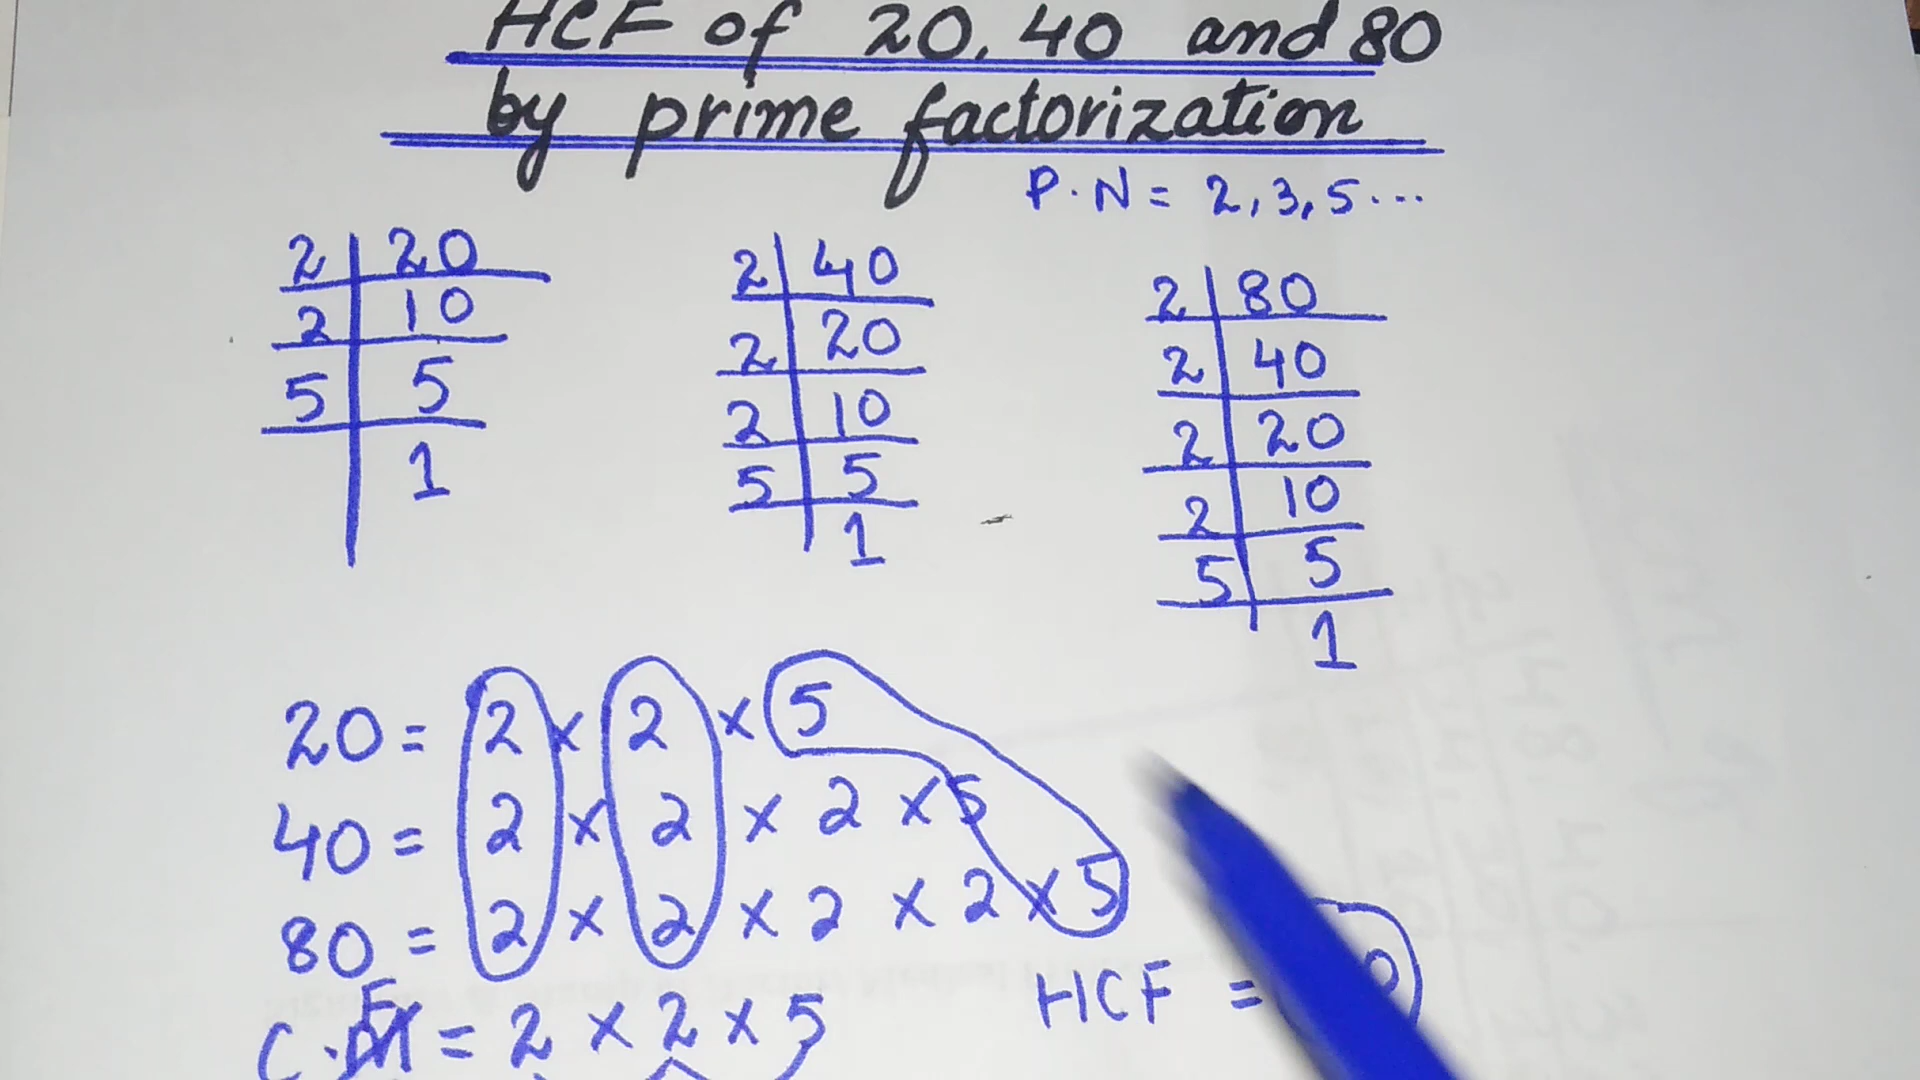 HCF of 20, 40 and 80
by prime factorization
P.N = 2, 3, 5...
2 | 20
2 | 10
5 | 5
1
2 | 40
2 | 20
2 | 10
5 | 5
1
2 | 80
2 | 40
2 | 20
2 | 10
5 | 5
1
20 = 2 × 2 × 5
40 = 2 × 2 × 2 × 5
80 = 2 × 2 × 2 × 2 × 5
C.F = 2 × 2 × 5
HCF =